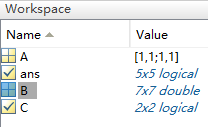 Workspace
Name Value
A [1,1;1,1]
ans 5x5 logical
B 7x7 double
C 2x2 logical